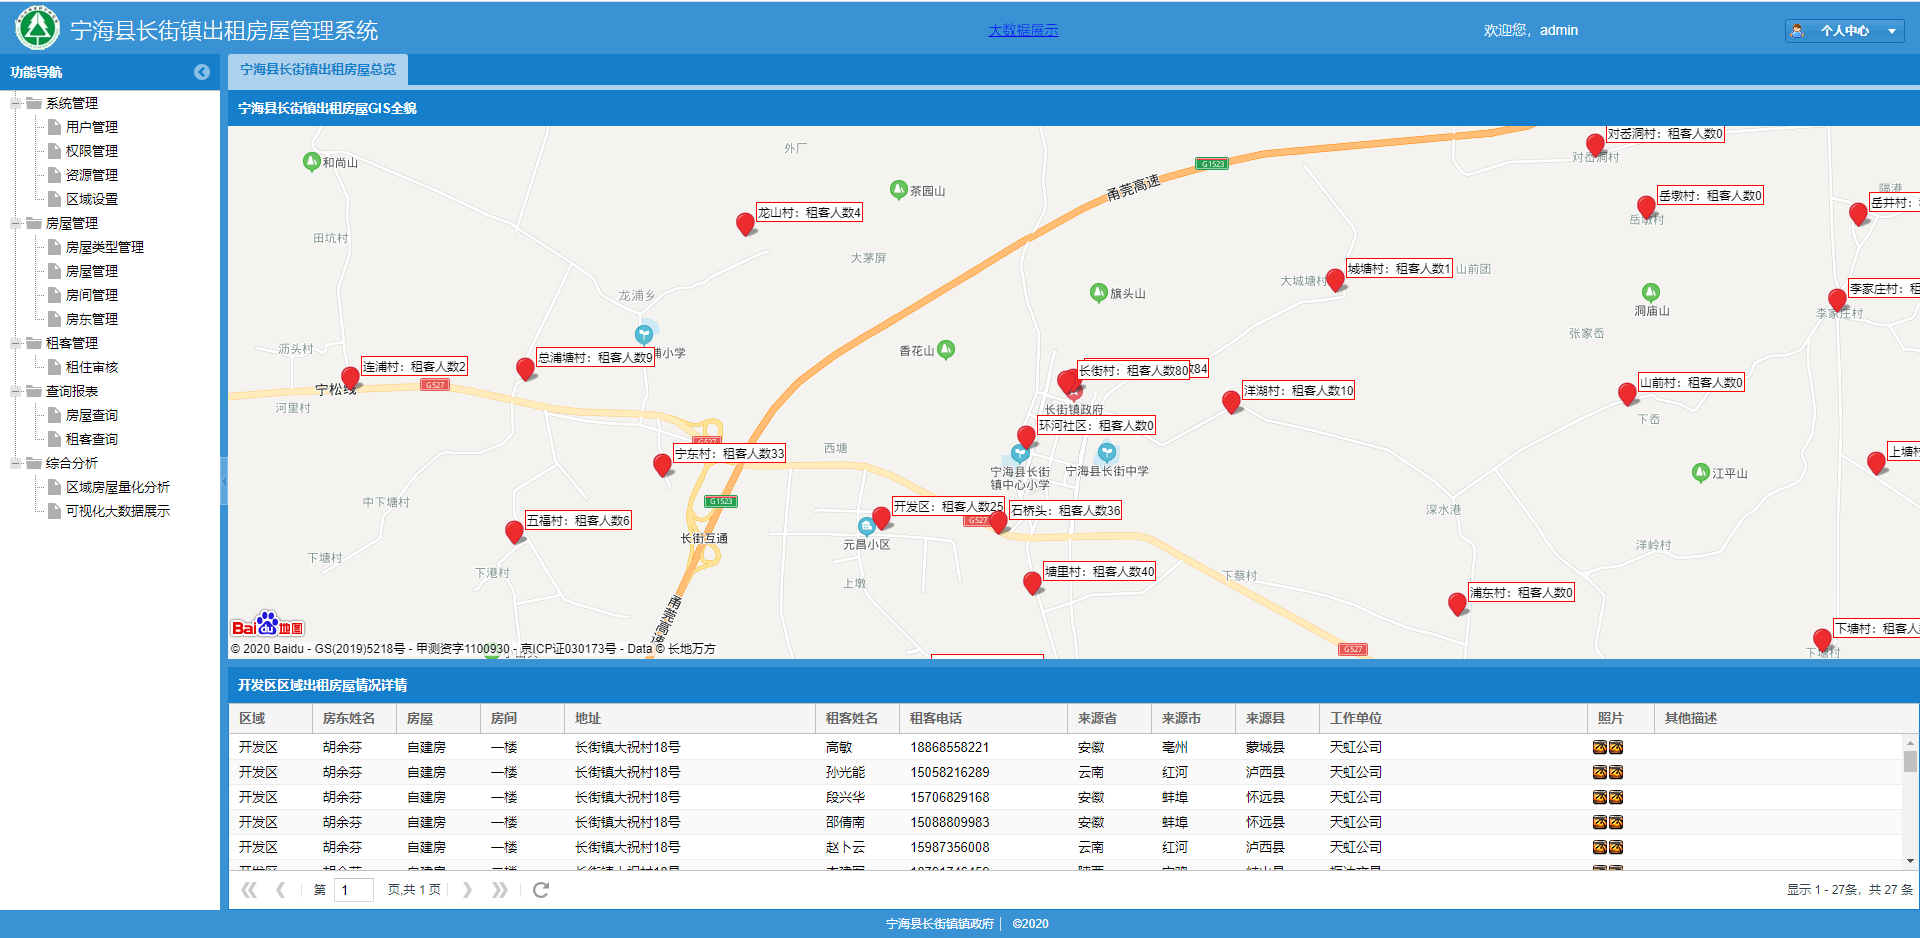 宁海县长街镇出租房屋管理系统
大数据展示
欢迎您，admin
个人中心
功能导航
系统管理
用户管理
权限管理
资源管理
区域设置
房屋管理
房屋类型管理
房屋管理
房间管理
房东管理
租客管理
租住审核
查询报表
房屋查询
租客查询
综合分析
区域房屋量化分析
可视化大数据展示
宁海县长街镇出租房屋总览
宁海县长街镇出租房屋GIS全貌
对岙洞村：租客人数0
外厂
和尚山
G1523
甬莞高速
茶园山
隔港
岳墩村：租客人数0
岳井村：
龙山村：租客人数4
田坑村
大茅屏
城塘村：租客人数1
山前团
大城塘村
龙浦乡
旗头山
洞庙山
李家庄村：租
李家庄村
张家岙
沥头村
总浦塘村：租客人数9
浦小学
香花山
连浦村：租客人数2
宁松线
G527
河里村
长街村：租客人数80
784
长街镇政府
洋湖村：租客人数10
山前村：租客人数0
下岙
环河社区：租客人数0
G527
宁东村：租客人数33
西塘
宁海县长街
镇中心小学
宁海县长街中学
上塘村
江平山
中下塘村
G1523
开发区：租客人数25
G527
石桥头：租客人数36
深水港
五福村：租客人数6
长街互通
元昌小区
洋岭村
下塘村
下港村
上墩
塘里村：租客人数40
下蔡村
浦东村：租客人数0
甬莞高速
下塘村：租客人
下塘村
G527
Bai du 地图
© 2020 Baidu - GS(2019)5218号 - 甲测资字1100930 - 京ICP证030173号 - Data © 长地万方
开发区区域出租房屋情况详情
区域 房东姓名 房屋 房间 地址 租客姓名 租客电话 来源省 来源市 来源县 工作单位 照片 其他描述
开发区 胡余芬 自建房 一楼 长街镇大祝村18号 高敏 18868558221 安徽 亳州 蒙城县 天虹公司
开发区 胡余芬 自建房 一楼 长街镇大祝村18号 孙光能 15058216289 云南 红河 泸西县 天虹公司
开发区 胡余芬 自建房 一楼 长街镇大祝村18号 段兴华 15706829168 安徽 蚌埠 怀远县 天虹公司
开发区 胡余芬 自建房 一楼 长街镇大祝村18号 邵倩南 15088809983 安徽 蚌埠 怀远县 天虹公司
开发区 胡余芬 自建房 一楼 长街镇大祝村18号 赵卜云 15987356008 云南 红河 泸西县 天虹公司
第 1 页,共 1 页
显示 1 - 27条，共 27 条
宁海县长街镇镇政府 | ©2020